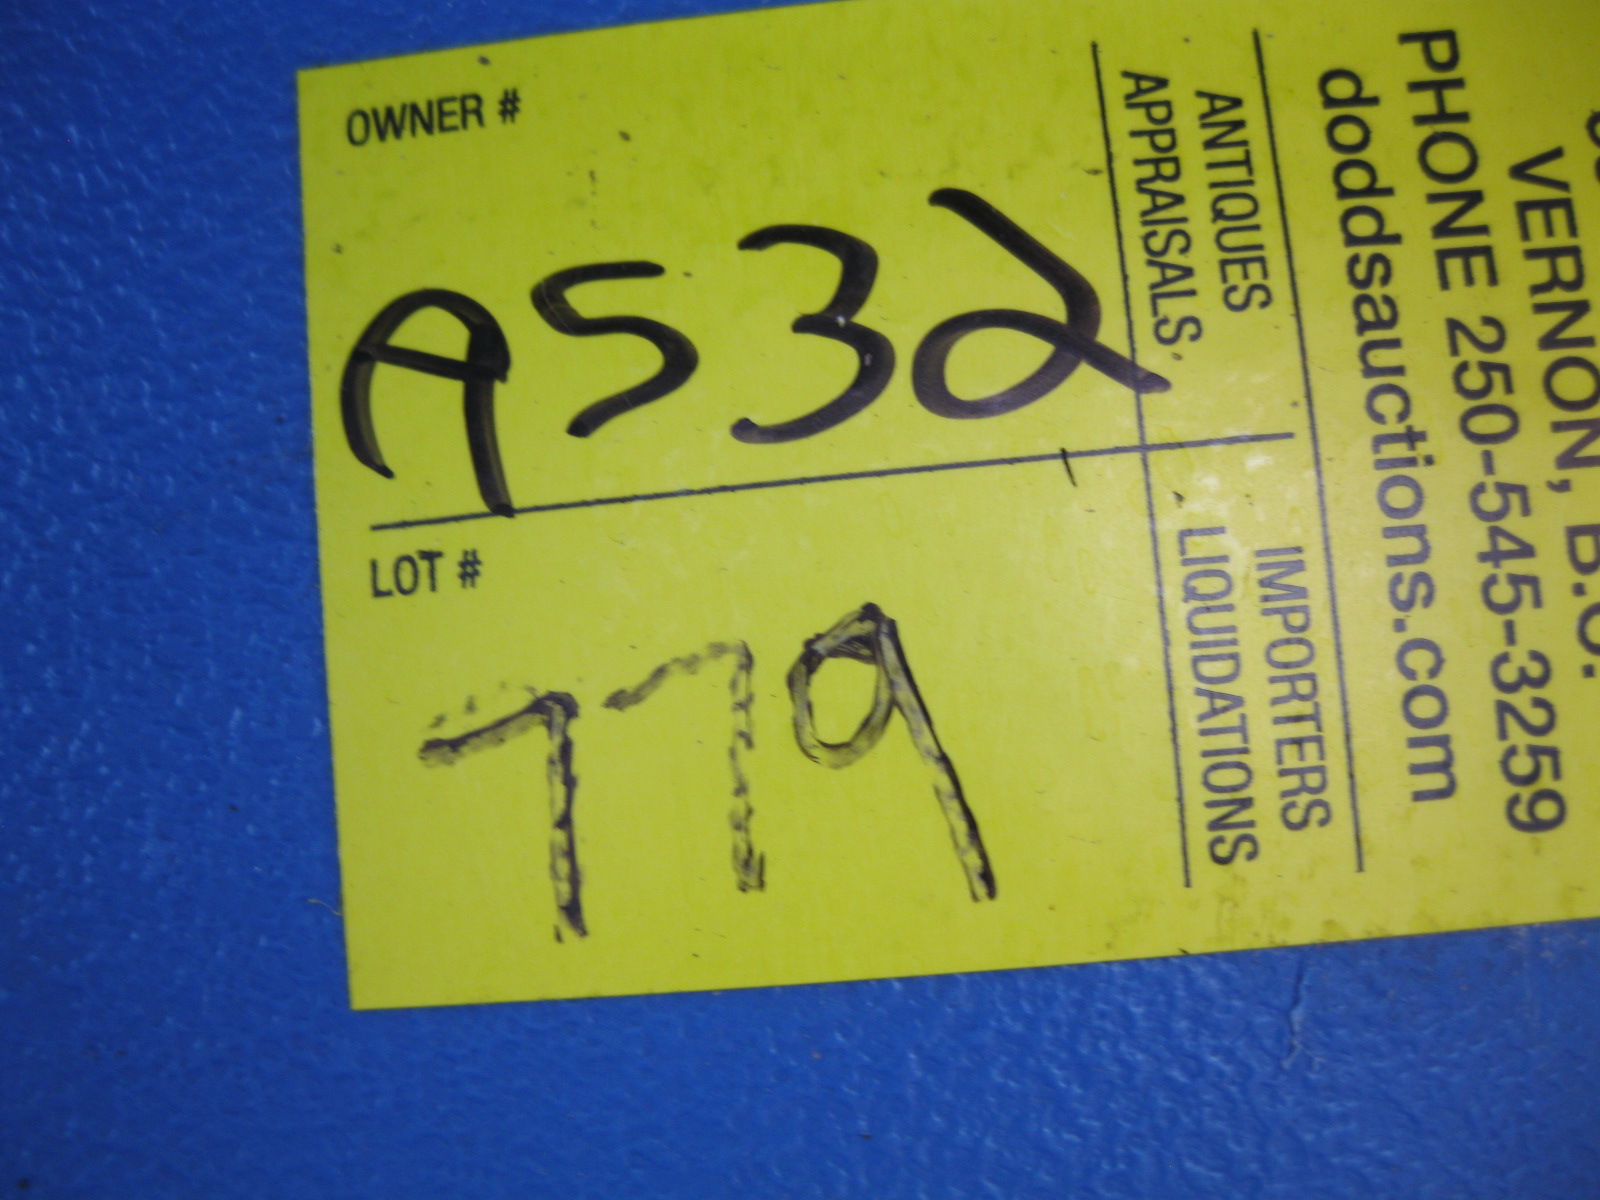 OWNER #
A532
LOT #
779
VERNON, B.C.
PHONE 250-545-3259
doddsauctions.com
ANTIQUES
APPRAISALS
IMPORTERS
LIQUIDATIONS